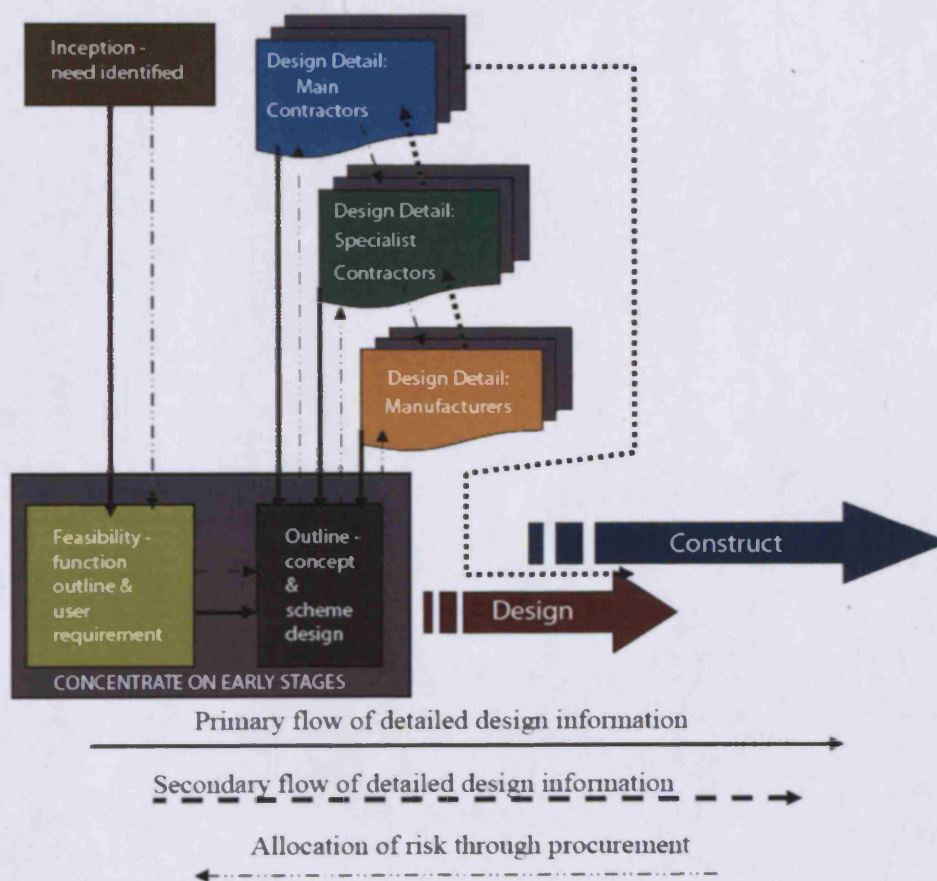 Inception -
need identified
Design Detail:
Main
Contractors
Design Detail:
Specialist
Contractors
Design Detail:
Manufacturers
Feasibility -
function
outline &
user
requirement
Outline -
concept
&
scheme
design
CONCENTRATE ON EARLY STAGES
Construct
Design
Primary flow of detailed design information
Secondary flow of detailed design information
Allocation of risk through procurement